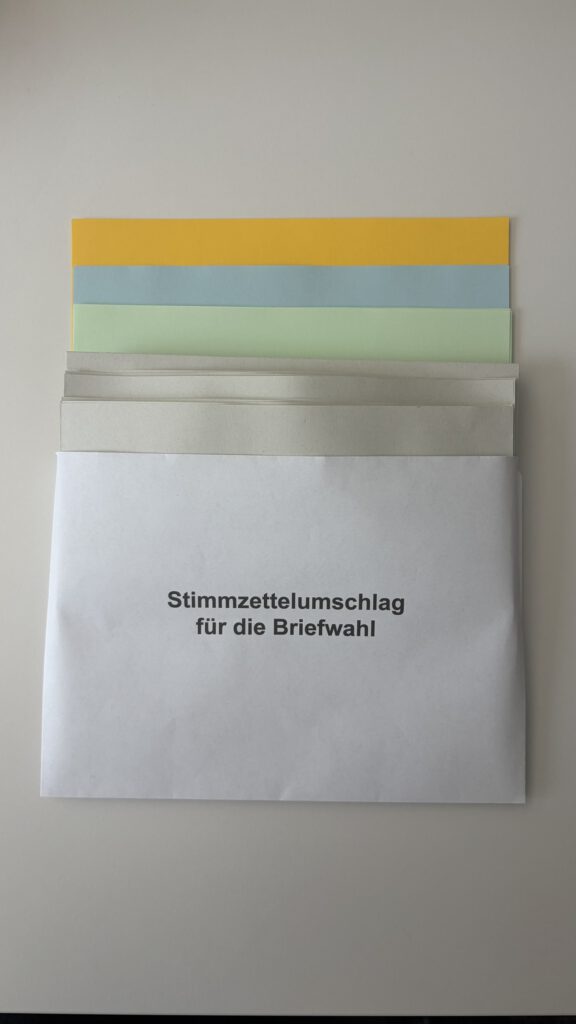 Stimmzettelumschlag
für die Briefwahl